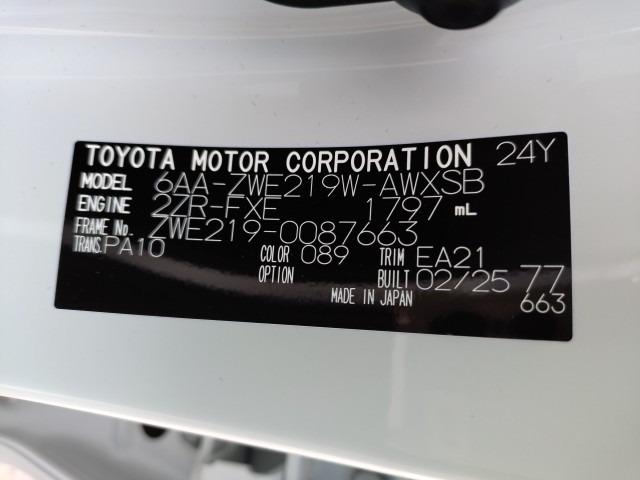 TOYOTA MOTOR CORPORATION 24Y
MODEL 6AA-ZWE219W-AWXSB
ENGINE 2ZR-FXE 1797 mL
FRAME No. ZWE219-0087663
TRANS. PA10 COLOR 089 TRIM EA21
OPTION BUILT 02/25 77
MADE IN JAPAN 663